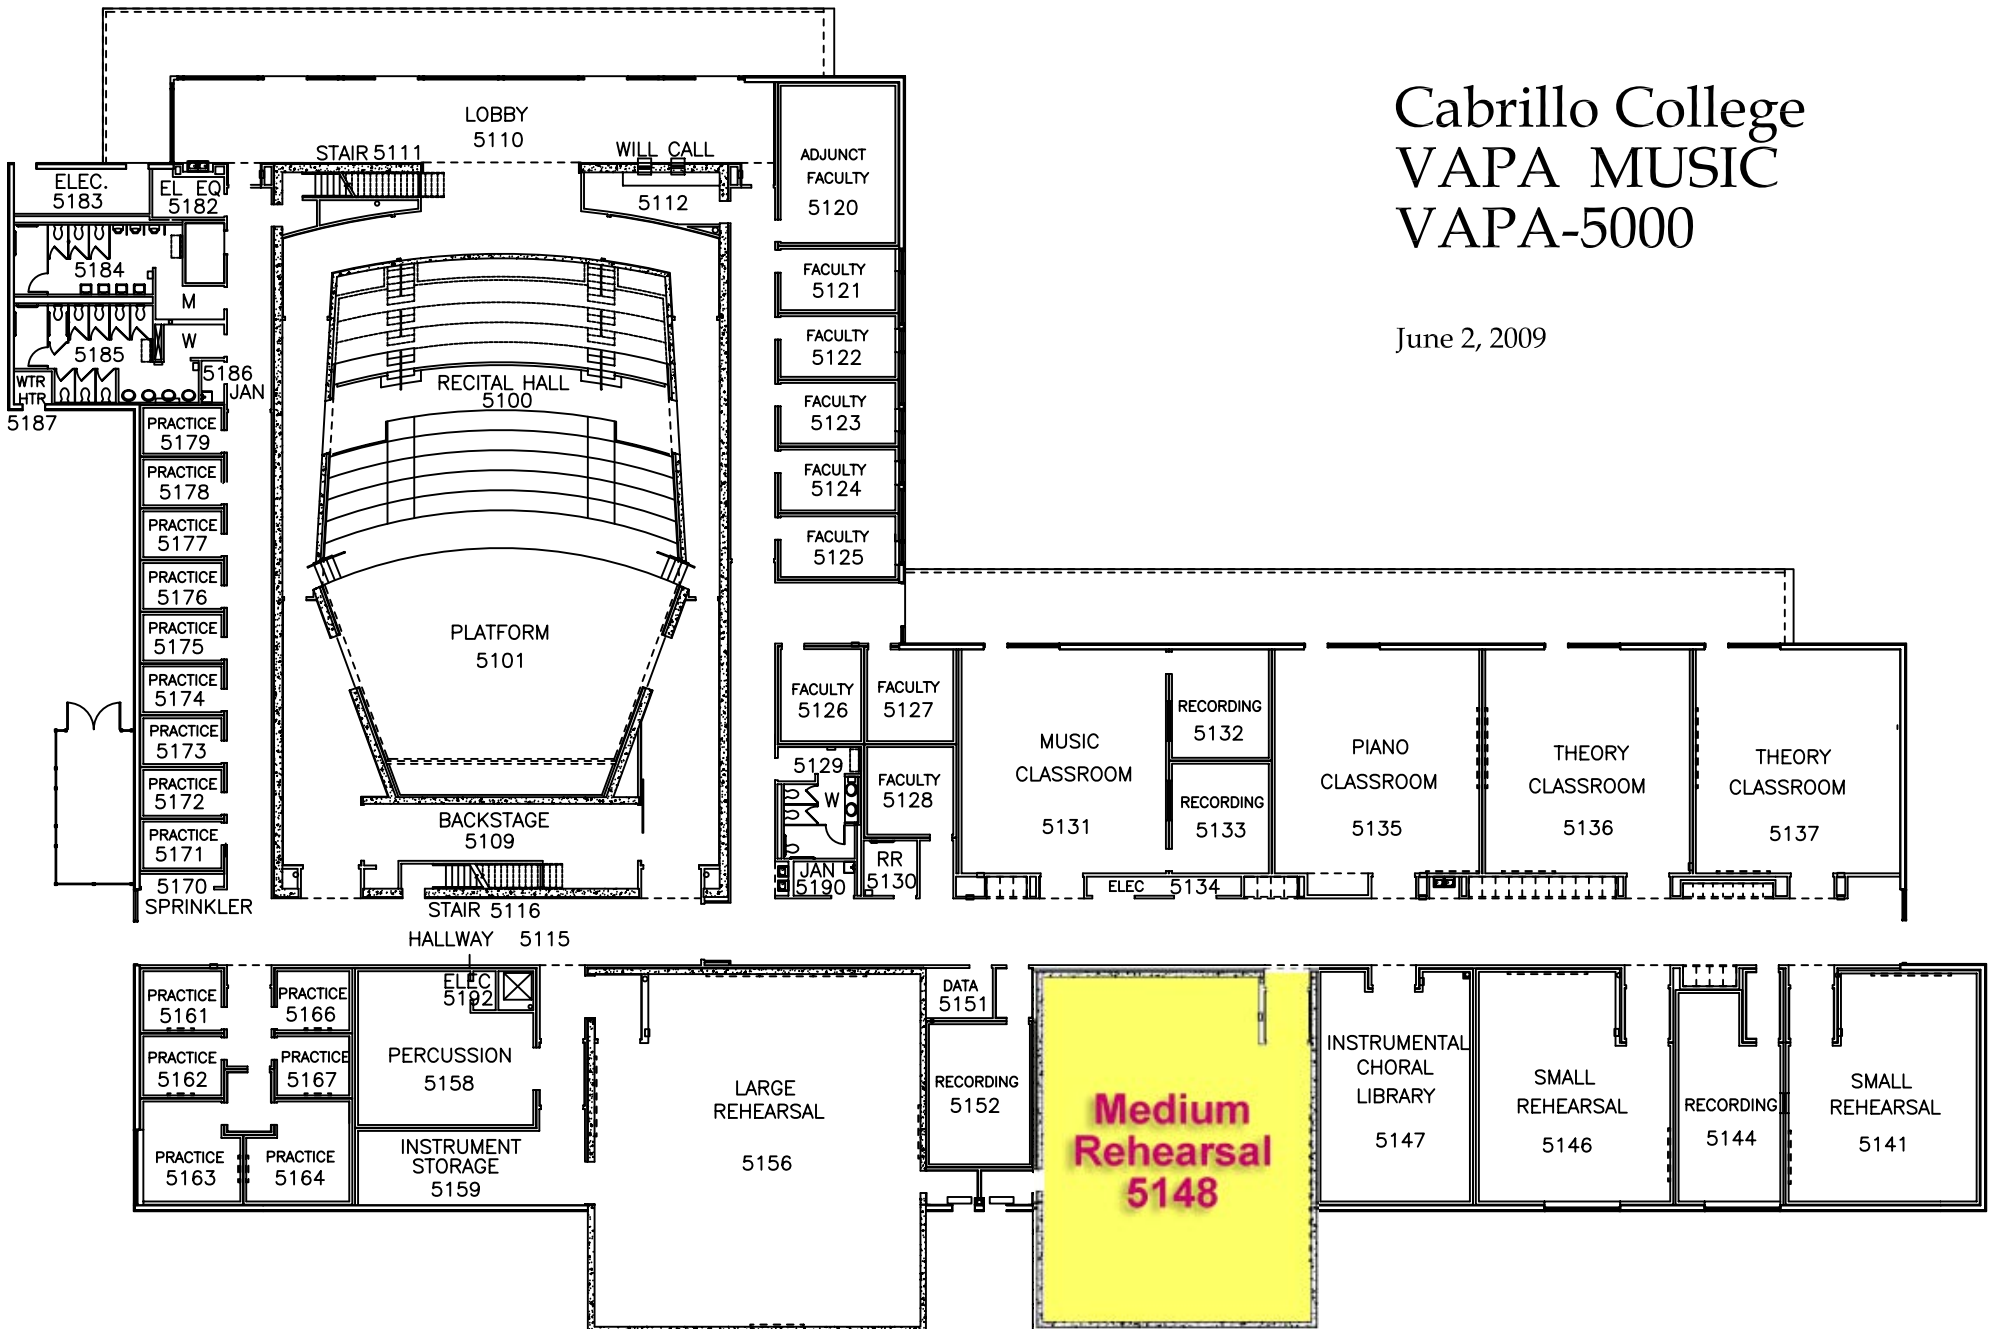 Cabrillo College
VAPA MUSIC
VAPA-5000
June 2, 2009
LOBBY
5110
STAIR 5111
WILL CALL
5112
ADJUNCT
FACULTY
5120
ELEC.
5183
EL EQ
5182
5184
M
W
5185
5186
JAN
WTR
HTR
5187
FACULTY
5121
FACULTY
5122
FACULTY
5123
FACULTY
5124
FACULTY
5125
RECITAL HALL
5100
PRACTICE
5179
PRACTICE
5178
PRACTICE
5177
PRACTICE
5176
PRACTICE
5175
PRACTICE
5174
PRACTICE
5173
PRACTICE
5172
PRACTICE
5171
5170
SPRINKLER
PLATFORM
5101
BACKSTAGE
5109
STAIR 5116
HALLWAY 5115
FACULTY
5126
FACULTY
5127
5129
W
FACULTY
5128
JAN
5190
RR
5130
MUSIC
CLASSROOM
5131
RECORDING
5132
RECORDING
5133
ELEC 5134
PIANO
CLASSROOM
5135
THEORY
CLASSROOM
5136
THEORY
CLASSROOM
5137
PRACTICE
5161
PRACTICE
5166
PRACTICE
5162
PRACTICE
5167
PRACTICE
5163
PRACTICE
5164
ELEC
5192
PERCUSSION
5158
INSTRUMENT
STORAGE
5159
LARGE
REHEARSAL
5156
DATA
5151
RECORDING
5152
Medium
Rehearsal
5148
INSTRUMENTAL
CHORAL
LIBRARY
5147
SMALL
REHEARSAL
5146
RECORDING
5144
SMALL
REHEARSAL
5141